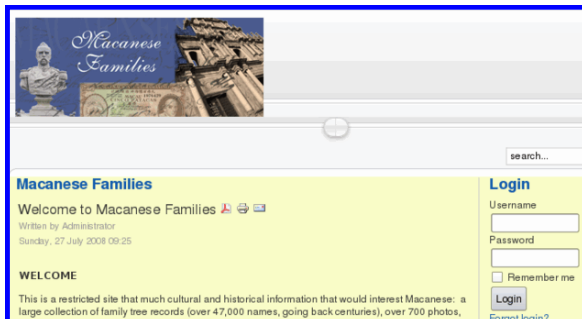 Macanese
Families
search...
Macanese Families
Welcome to Macanese Families
Written by Administrator
Sunday, 27 July 2008 09:25
WELCOME
This is a restricted site that much cultural and historical information that would interest Macanese: a
large collection of family tree records (over 47,000 names, going back centuries), over 700 photos,
Login
Username
Password
Remember me
Login
Forgot login?